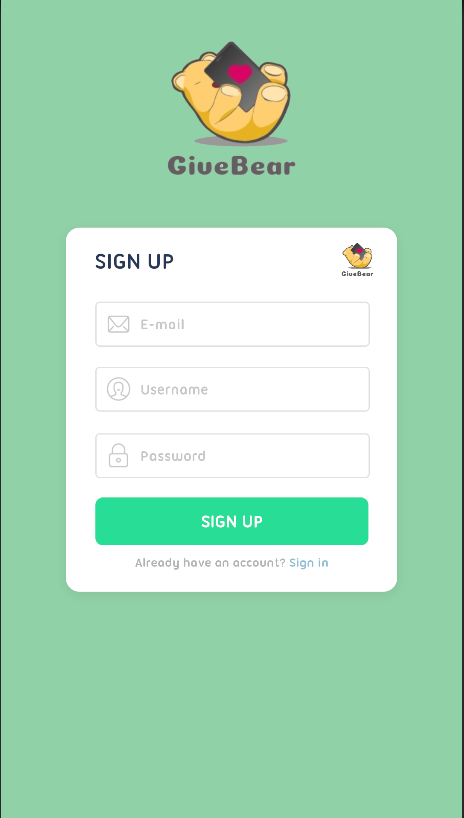 GiveBear
SIGN UP
GiveBear
E-mail
Username
Password
SIGN UP
Already have an account? Sign in